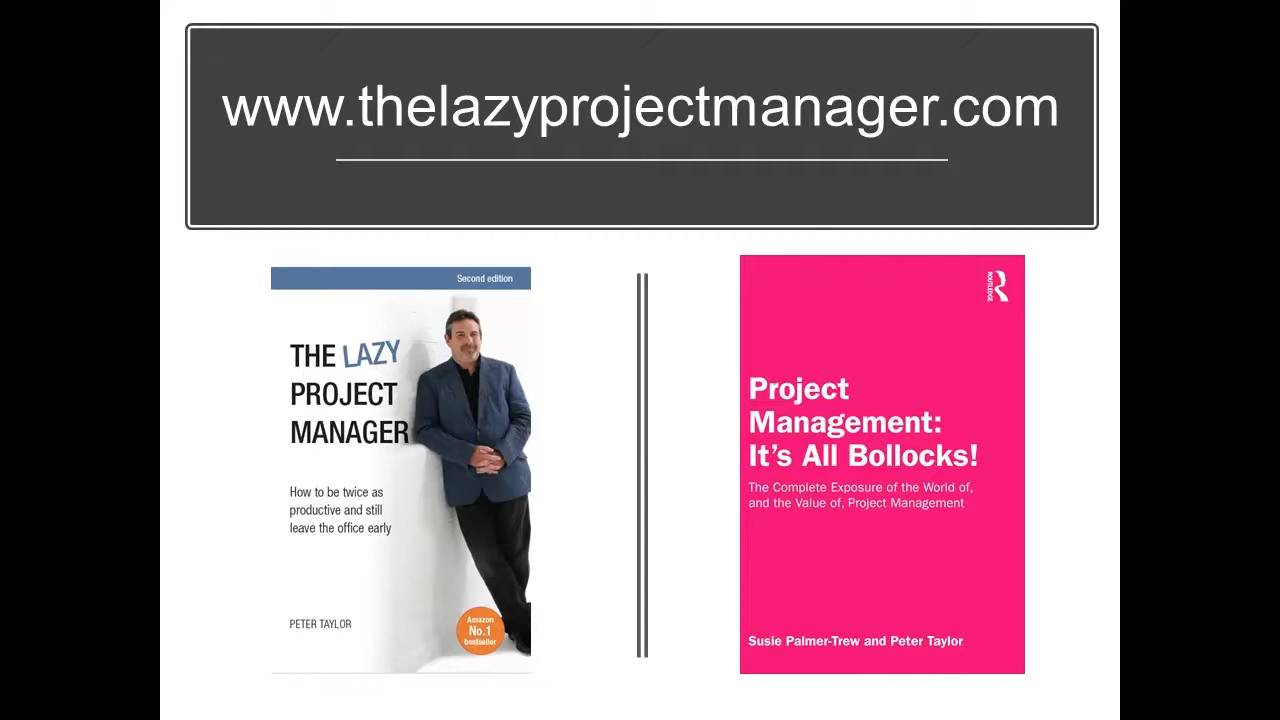 www.thelazyprojectmanager.com
Second edition
THE LAZY
PROJECT
MANAGER
How to be twice as
productive and still
leave the office early
PETER TAYLOR
Amazon
No.1
bestseller
ROUTLEDGE
Project
Management:
It's All Bollocks!
The Complete Exposure of the World of,
and the Value of, Project Management
Susie Palmer-Trew and Peter Taylor